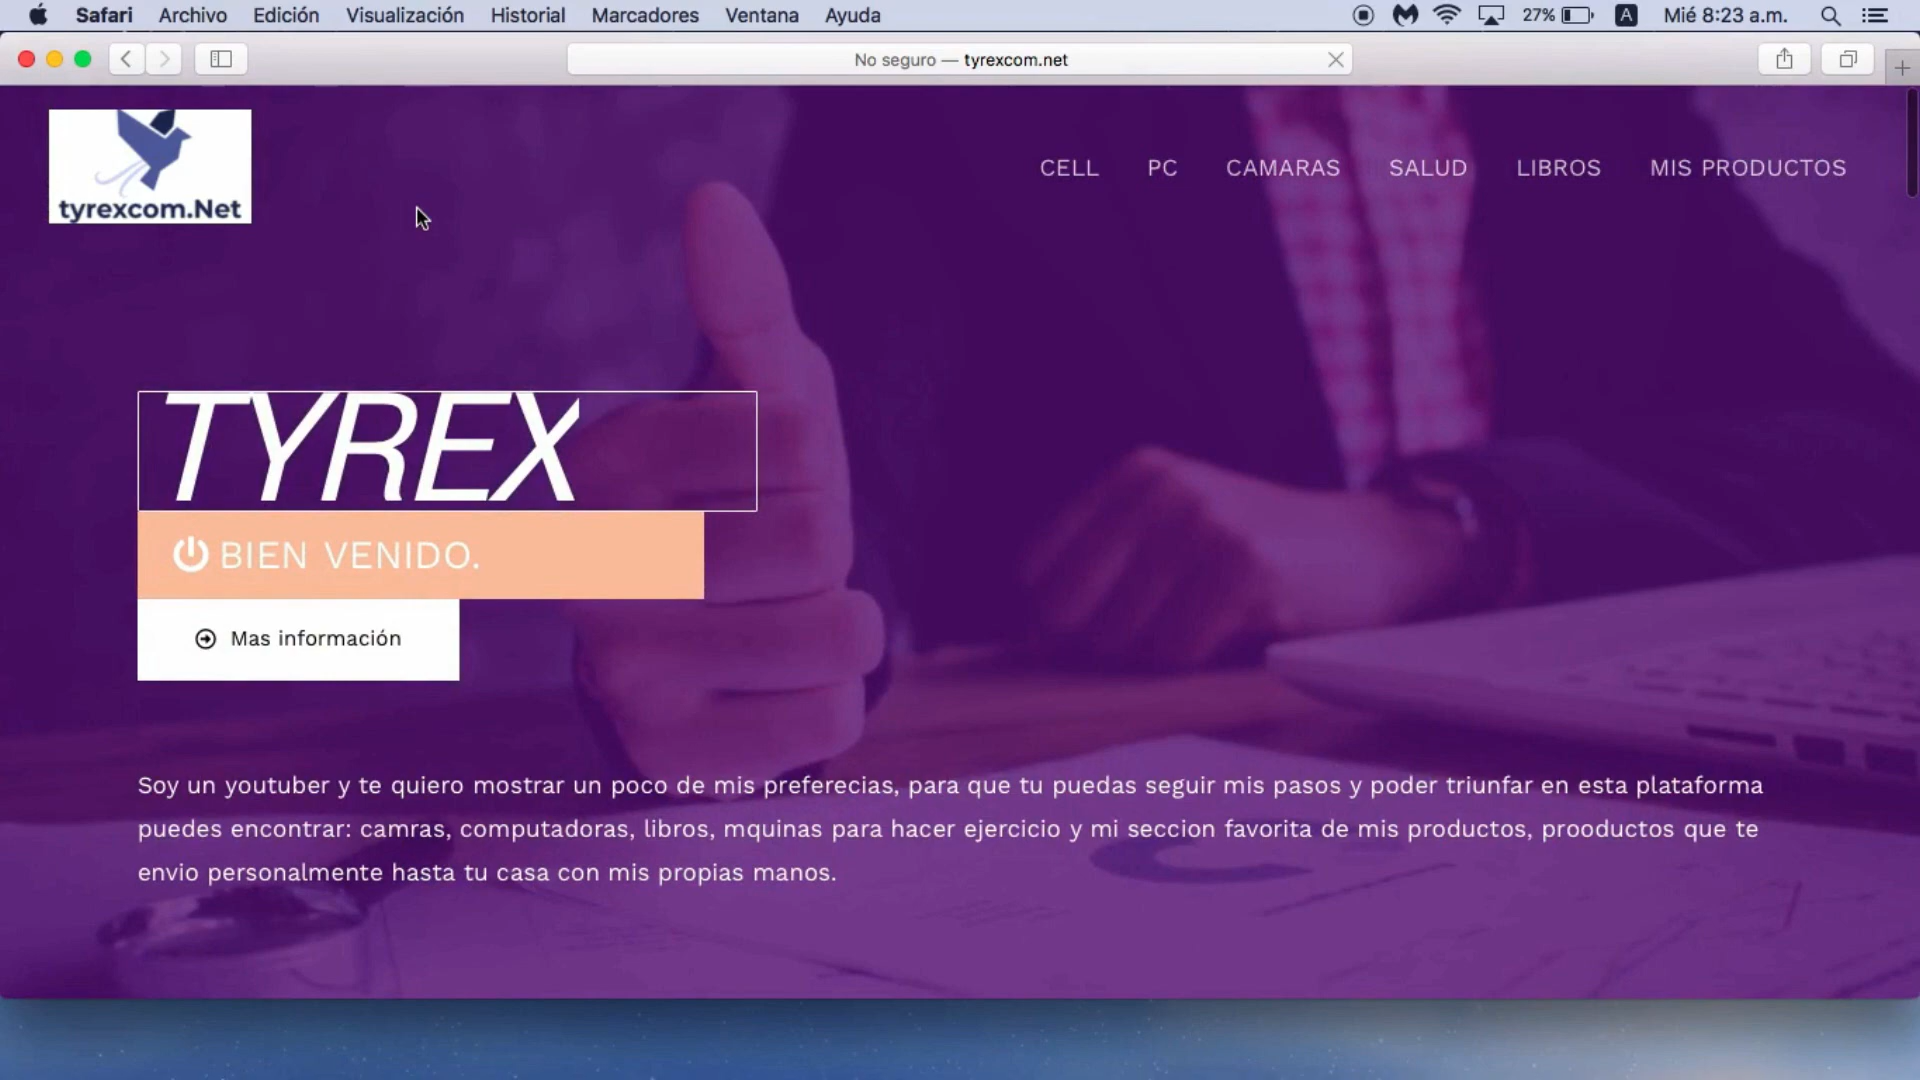 Safari Archivo Edición Visualización Historial Marcadores Ventana Ayuda 27% A Mié 8:23 a.m.
No seguro — tyrexcom.net
tyrexcom.Net
CELL PC CAMARAS SALUD LIBROS MIS PRODUCTOS
TYREX
BIEN VENIDO.
Mas información
Soy un youtuber y te quiero mostrar un poco de mis preferecias, para que tu puedas seguir mis pasos y poder triunfar en esta plataforma
puedes encontrar: camras, computadoras, libros, mquinas para hacer ejercicio y mi seccion favorita de mis productos, prooductos que te
envio personalmente hasta tu casa con mis propias manos.